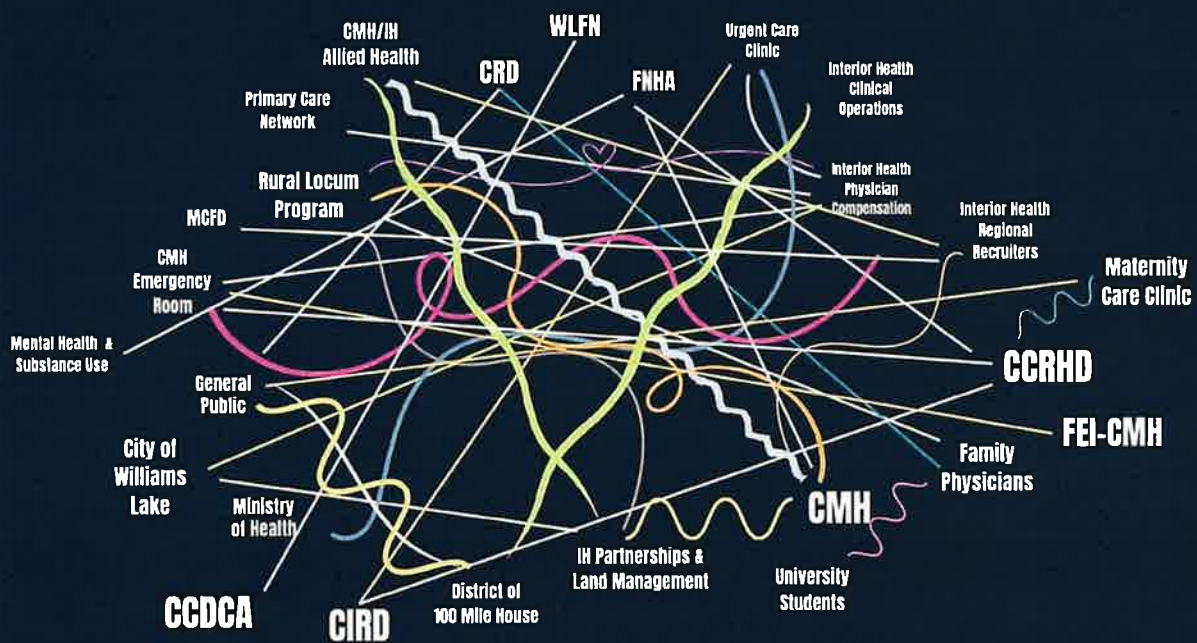 WLFN
CMH/IH
Allied Health
Urgent Care
Clinic
CRD
FNHA
Interior Health
Clinical
Operations
Primary Care
Network
Rural Locum
Program
Interior Health
Physician
Compensation
MCFD
Interior Health
Regional
Recruiters
CMH
Emergency
Room
Maternity
Care Clinic
Mental Health &
Substance Use
CCRHD
General
Public
FEI-CMH
City of
Williams
Lake
Family
Physicians
Ministry
of Health
CMH
IH Partnerships &
Land Management
University
Students
CCDCA
CIRD
District of
100 Mile House